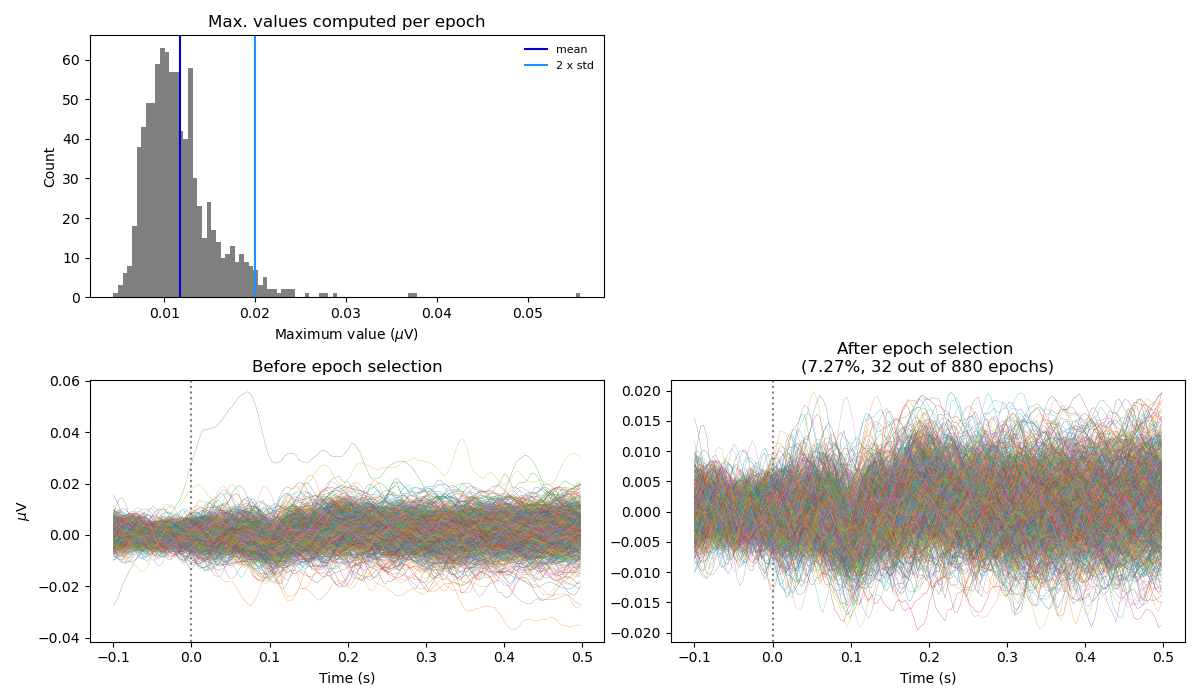 Max. values computed per epoch
mean
2 x std
Count
60
50
40
30
20
10
0
0.01 0.02 0.03 0.04 0.05
Maximum value (μV)
Before epoch selection
μV
0.06
0.04
0.02
0.00
−0.02
−0.04
−0.1 0.0 0.1 0.2 0.3 0.4 0.5
Time (s)
After epoch selection
(7.27%, 32 out of 880 epochs)
0.020
0.015
0.010
0.005
0.000
−0.005
−0.010
−0.015
−0.020
−0.1 0.0 0.1 0.2 0.3 0.4 0.5
Time (s)